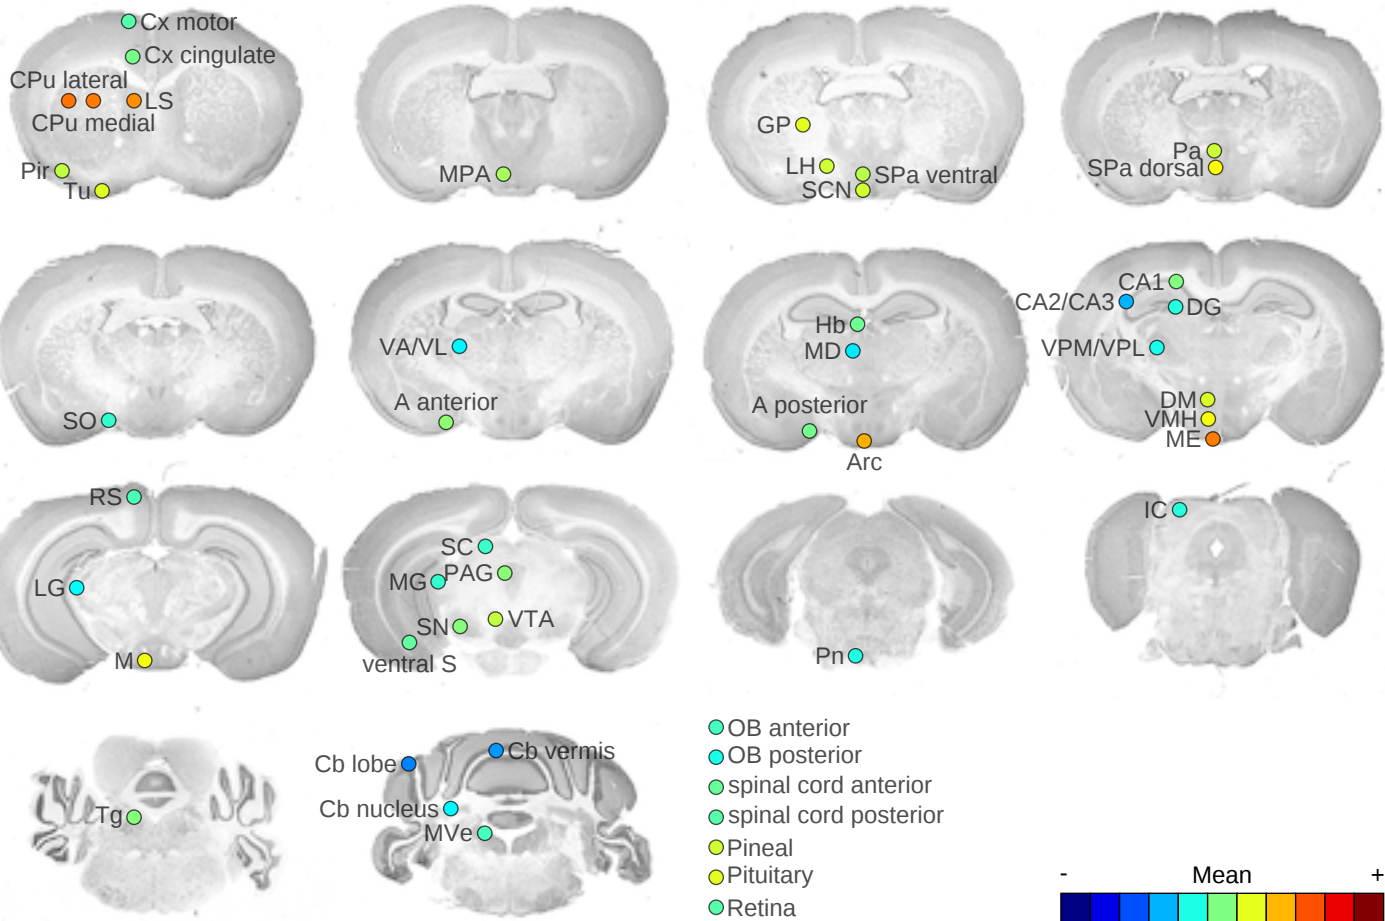 Cx motor
Cx cingulate
CPu lateral
LS
CPu medial
Pir
Tu
MPA
GP
LH
SPa ventral
SCN
Pa
SPa dorsal
SO
VA/VL
A anterior
Hb
MD
A posterior
Arc
CA1
CA2/CA3
DG
VPM/VPL
DM
VMH
ME
RS
LG
M
SC
MG
PAG
SN
VTA
ventral S
Pn
IC
Tg
Cb lobe
Cb vermis
Cb nucleus
MVe
OB anterior
OB posterior
spinal cord anterior
spinal cord posterior
Pineal
Pituitary
Retina
- Mean +